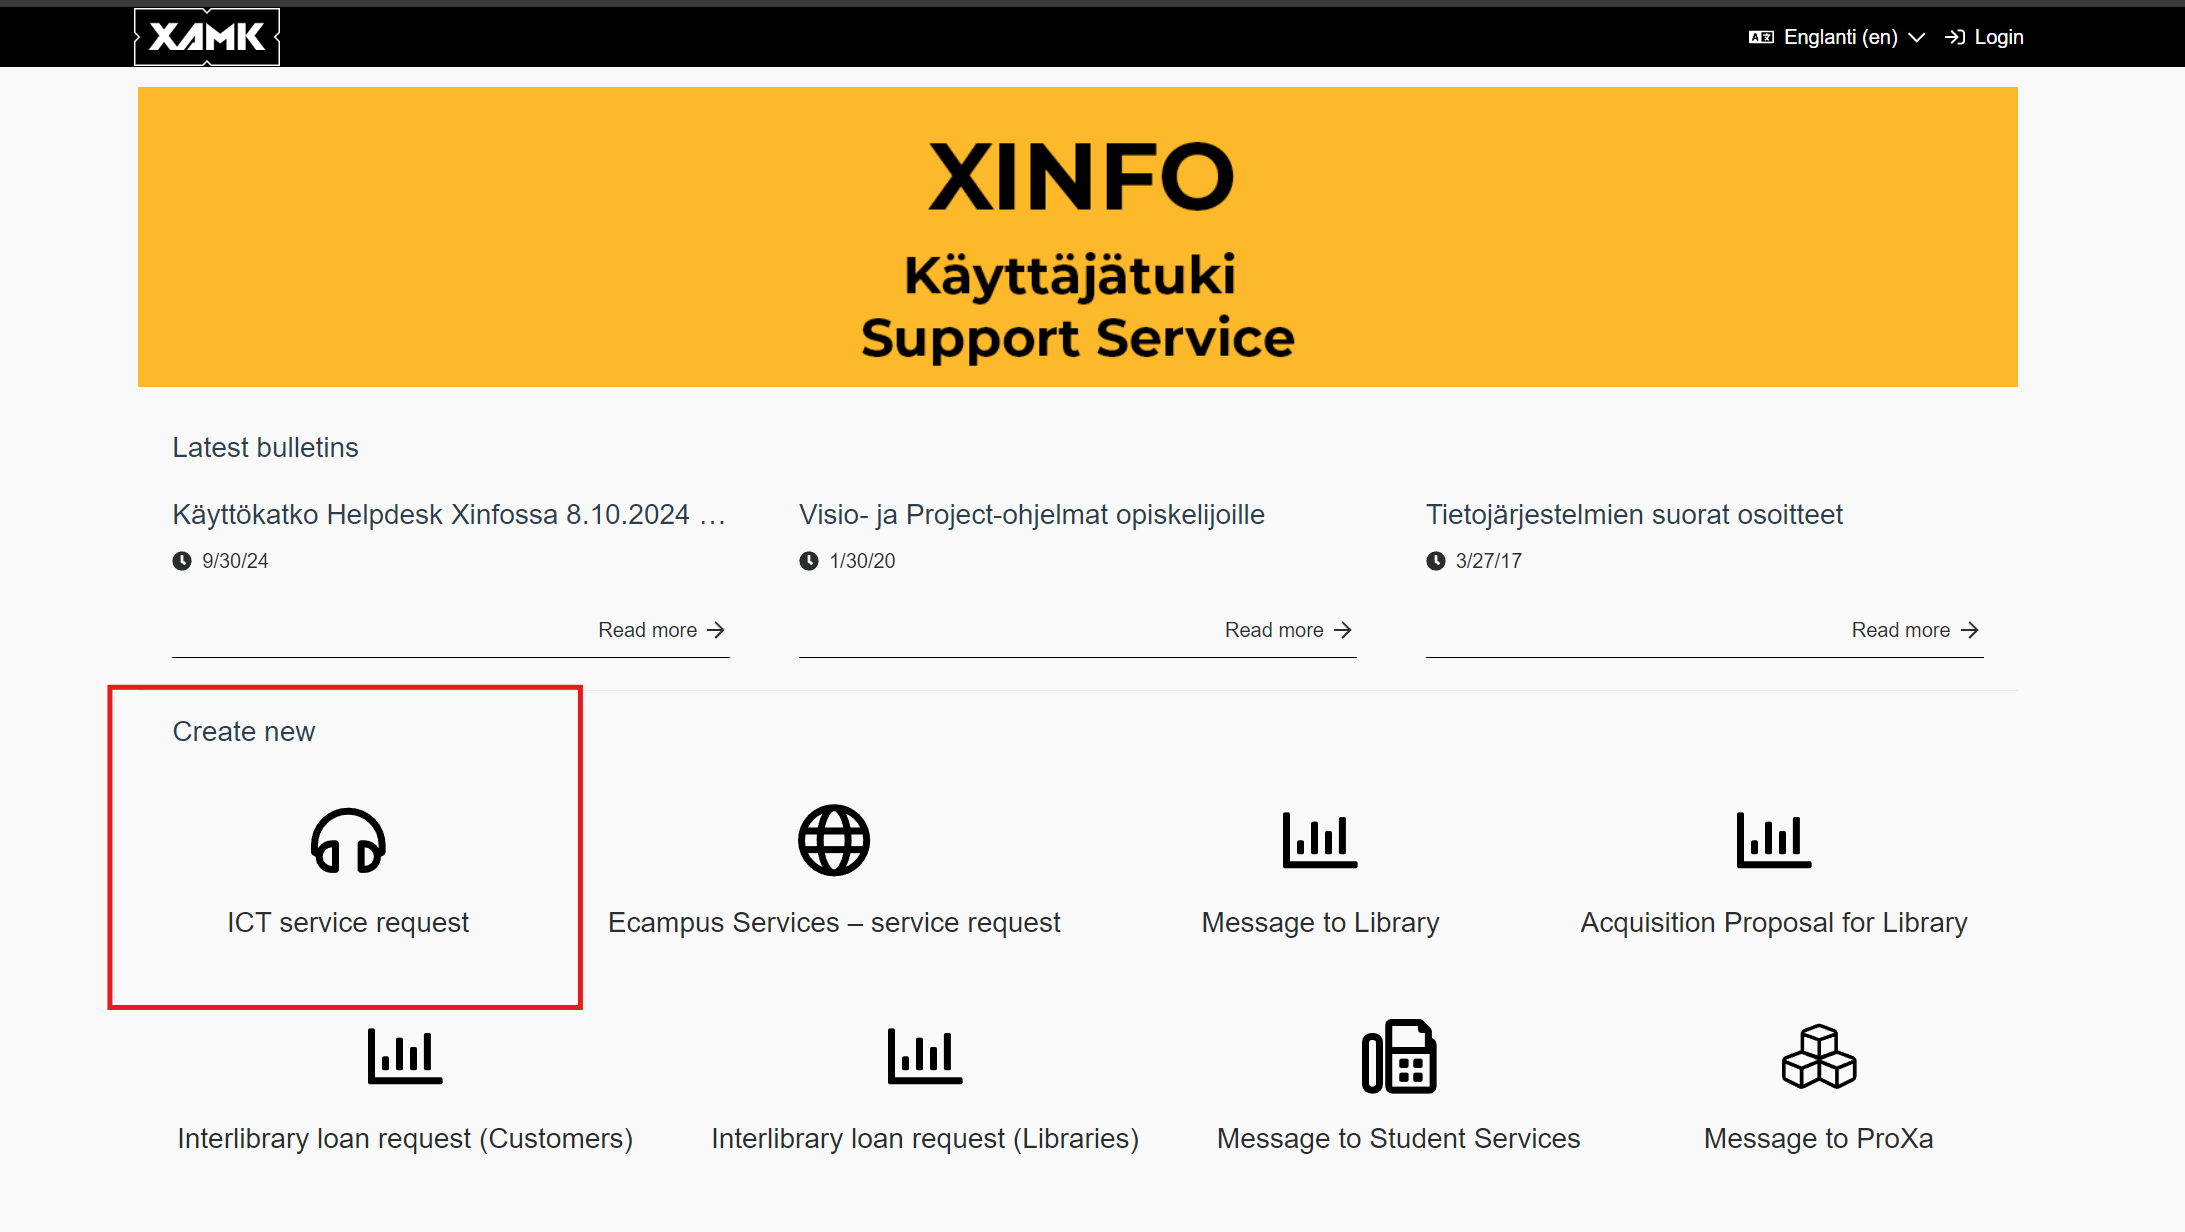 XAMK
Englanti (en)
Login
XINFO
Käyttäjätuki
Support Service
Latest bulletins
Käyttökatko Helpdesk Xinfossa 8.10.2024 …
9/30/24
Read more
Visio- ja Project-ohjelmat opiskelijoille
1/30/20
Read more
Tietojärjestelmien suorat osoitteet
3/27/17
Read more
Create new
ICT service request
Ecampus Services – service request
Message to Library
Acquisition Proposal for Library
Interlibrary loan request (Customers)
Interlibrary loan request (Libraries)
Message to Student Services
Message to ProXa